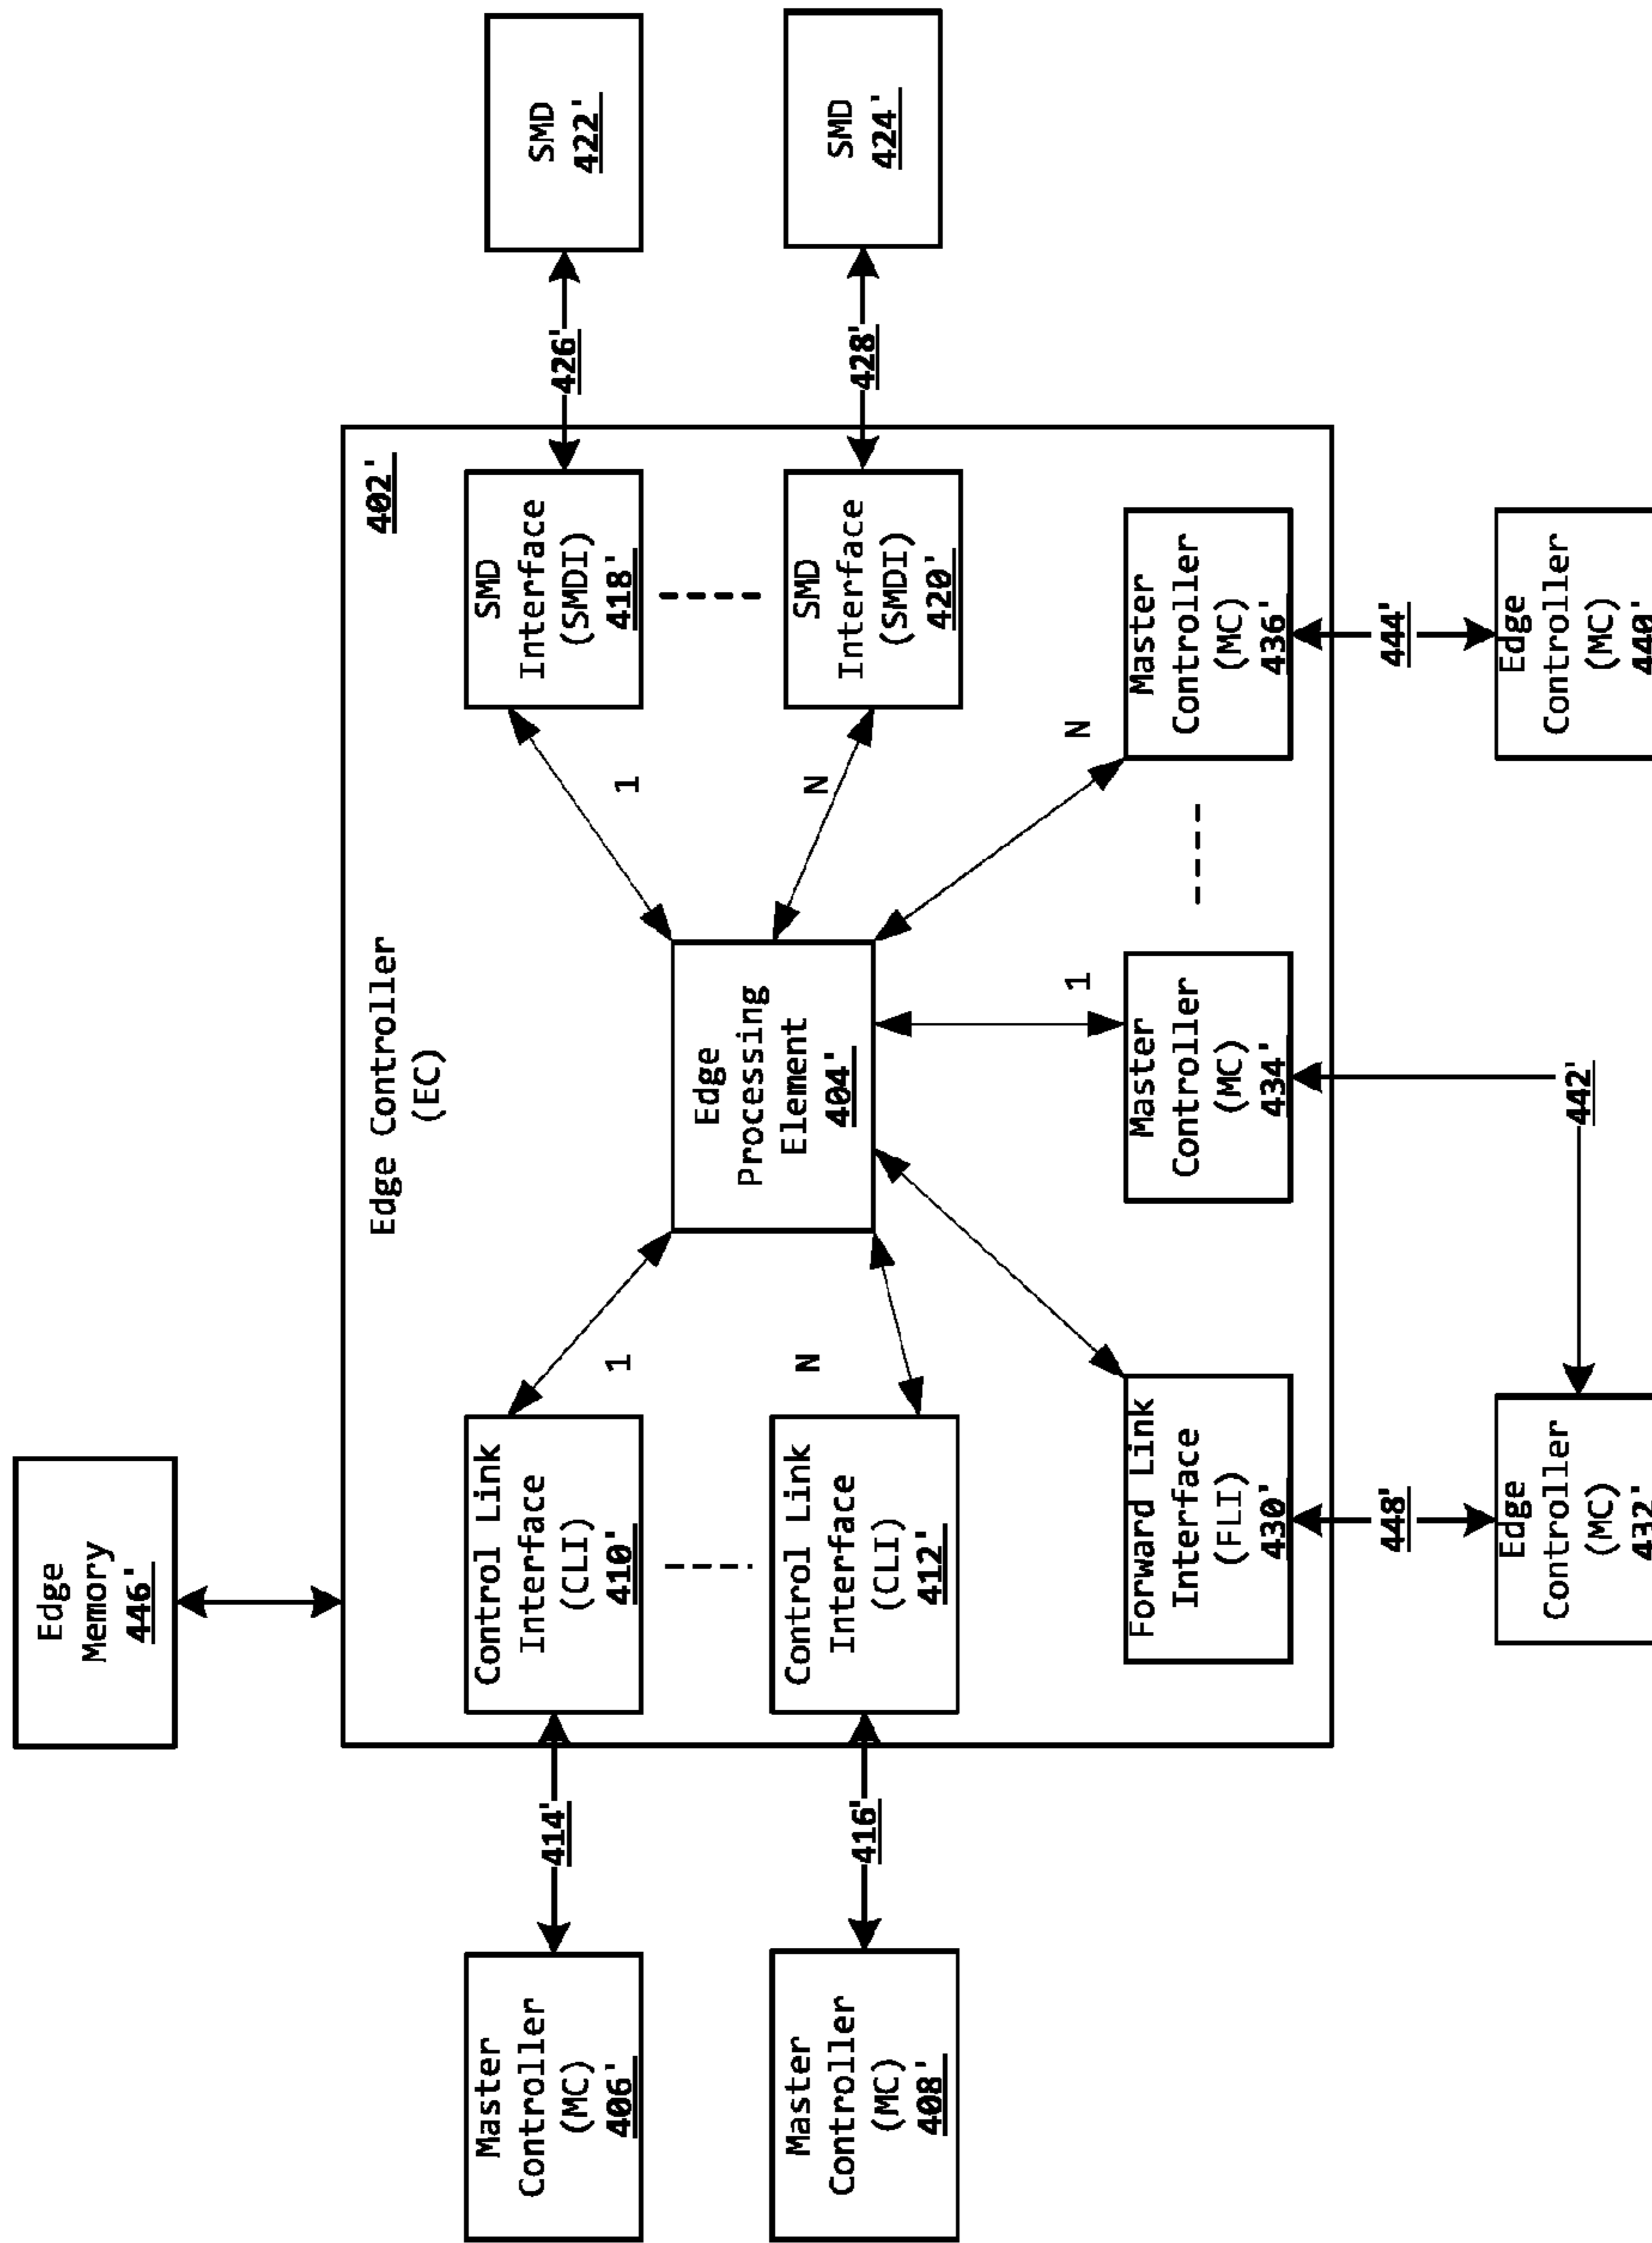 Edge
Memory
446'
Edge Controller
(EC)
402'
Master
Controller
(MC)
406'
414'
Control Link
Interface
(CLI)
410'
1
SMD
Interface
(SMDI)
418'
1
426'
SMD
422'
Edge
Processing
Element
404'
Master
Controller
(MC)
408'
416'
Control Link
Interface
(CLI)
412'
N
SMD
Interface
(SMDI)
420'
N
428'
SMD
424'
Forward Link
Interface
(FLI)
430'
1
Master
Controller
(MC)
434'
N
Master
Controller
(MC)
436'
448'
442'
444'
Edge
Controller
(MC)
432'
Edge
Controller
(MC)
440'